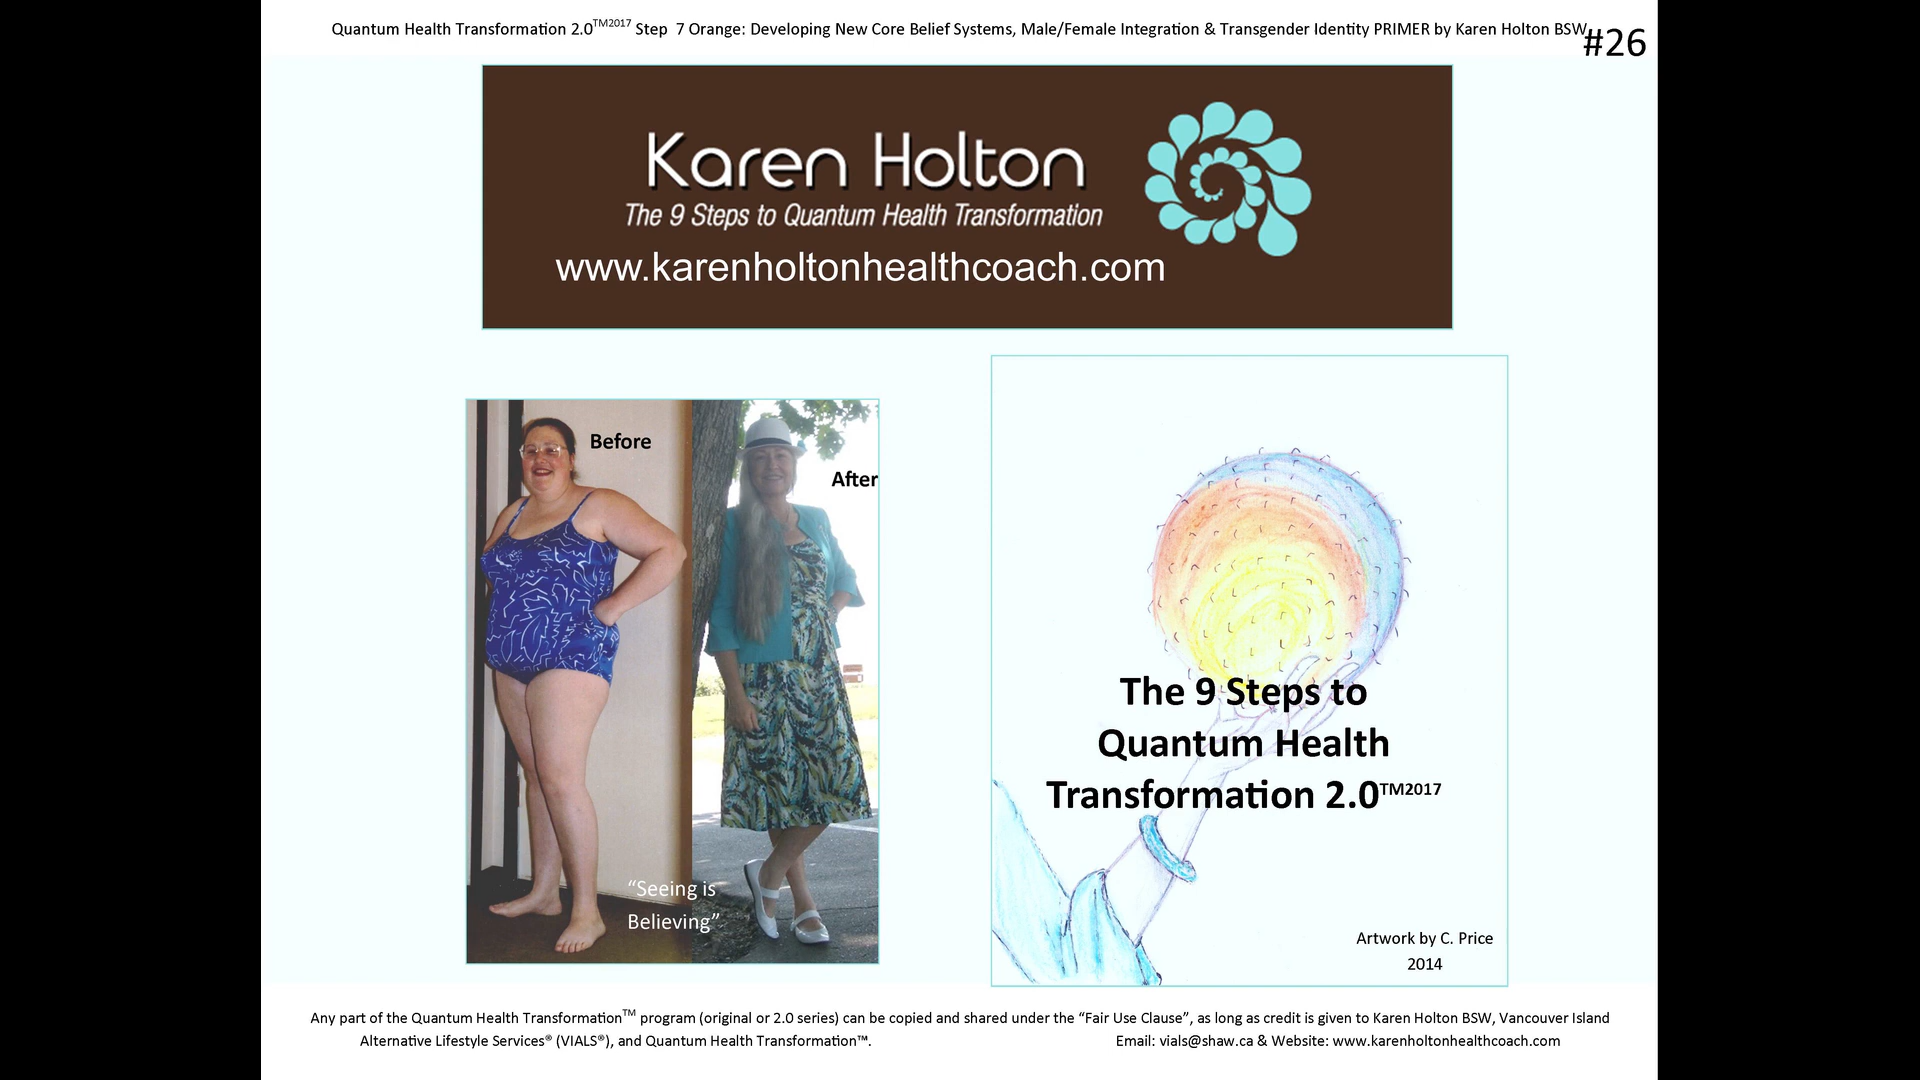 Quantum Health Transformation 2.0TM2017 Step 7 Orange: Developing New Core Belief Systems, Male/Female Integration & Transgender Identity PRIMER by Karen Holton BSW
#26
Karen Holton
The 9 Steps to Quantum Health Transformation
www.karenholtonhealthcoach.com
Before
After
“Seeing is
Believing”
The 9 Steps to
Quantum Health
Transformation 2.0TM2017
Artwork by C. Price
2014
Any part of the Quantum Health TransformationTM program (original or 2.0 series) can be copied and shared under the “Fair Use Clause”, as long as credit is given to Karen Holton BSW, Vancouver Island
Alternative Lifestyle Services® (VIALS®), and Quantum Health Transformation™. Email: vials@shaw.ca & Website: www.karenholtonhealthcoach.com